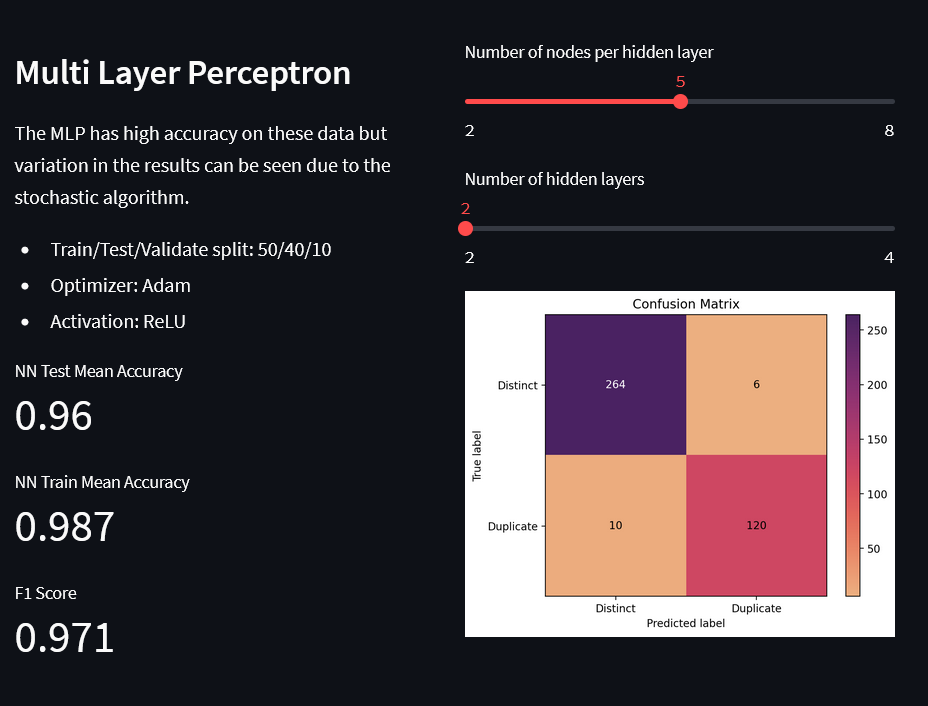 Multi Layer Perceptron
The MLP has high accuracy on these data but
variation in the results can be seen due to the
stochastic algorithm.
• Train/Test/Validate split: 50/40/10
• Optimizer: Adam
• Activation: ReLU
NN Test Mean Accuracy
0.96
NN Train Mean Accuracy
0.987
F1 Score
0.971
Number of nodes per hidden layer
5
2 8
Number of hidden layers
2
2 4
Confusion Matrix
True label
Distinct 264 6
Duplicate 10 120
Distinct Duplicate
Predicted label
250
200
150
100
50